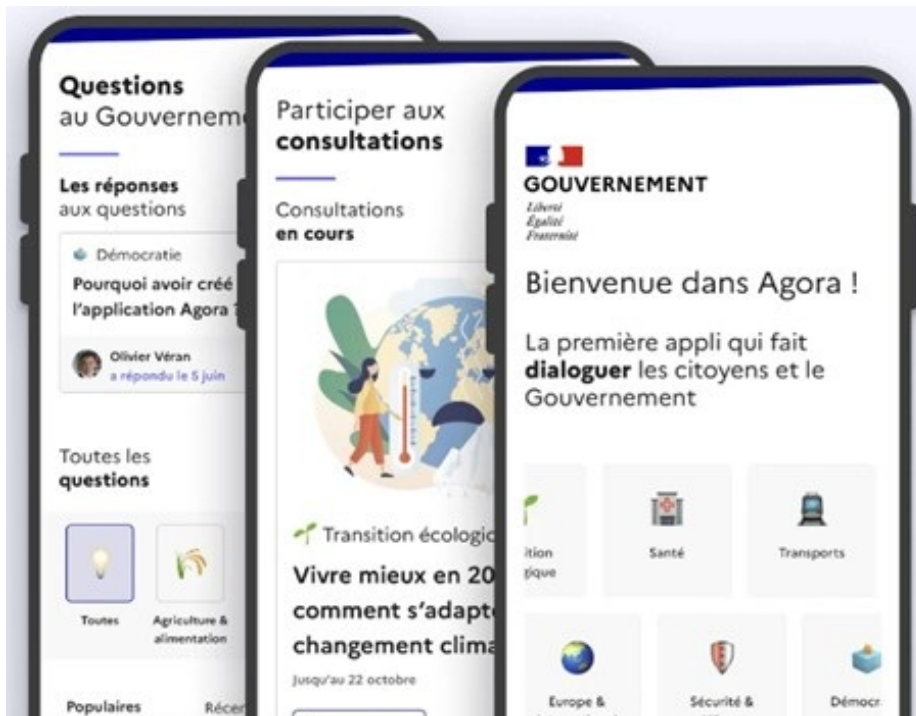 Questions
au Gouvernem
Les réponses
aux questions
Démocratie
Pourquoi avoir créé
l'application Agora ?
Olivier Véran
a répondu le 5 juin
Toutes les
questions
Toutes
Agriculture &
alimentation
Populaires
Récen
Participer aux
consultations
Consultations
en cours
Transition écologiq
Vivre mieux en 20
comment s'adapte
changement clima
Jusqu'au 22 octobre
GOUVERNEMENT
Liberté
Égalité
Fraternité
Bienvenue dans Agora !
La première appli qui fait
dialoguer les citoyens et le
Gouvernement
ition
gique
Santé
Transports
Europe &
Sécurité &
Démocr